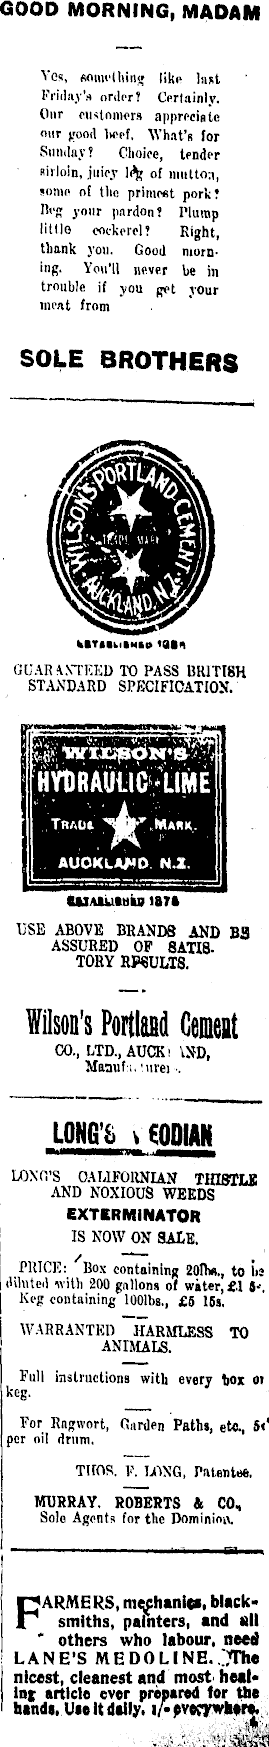 GOOD MORNING, MADAM
Yes, something like last
Friday's order? Certainly.
Our customers appreciate
our good beef. What's for
Sunday? Choice, tender
sirloin, juicy leg of mutton,
some of the primest pork?
Beg your pardon? Plump
little cockerel? Right,
thank you. Good morn-
ing. You'll never be in
trouble if you get your
meat from
SOLE BROTHERS
WILSON'S PORTLAND CEMENT
TRADE MARK
AUCKLAND. N.Z.
ESTABLISHED
GUARANTEED TO PASS BRITISH
STANDARD SPECIFICATION.
WILSON'S
HYDRAULIC LIME
TRADE MARK.
AUCKLAND. N.Z.
ESTABLISHED 1878
USE ABOVE BRANDS AND BE
ASSURED OF SATIS-
TORY RESULTS.
Wilson's Portland Cement
CO., LTD., AUCKLAND,
Manufacturers.
LONG'S
LONG'S CALIFORNIAN THISTLE
AND NOXIOUS WEEDS
EXTERMINATOR
IS NOW ON SALE.
PRICE: Box containing 20lbs., to be
diluted with 200 gallons of water, £1 5/-.
Keg containing 100lbs., £5 15s.
WARRANTED HARMLESS TO
ANIMALS.
Full instructions with every box or
keg.
For Ragwort, Garden Paths, etc., 5s
per oil drum.
THOS. F. LONG, Patentee.
MURRAY. ROBERTS & CO.,
Sole Agents for the Dominion.
FARMERS, mechanics, black-
smiths, painters, and all
others who labour, need
LANE'S MEDOLINE. The
nicest, cleanest and most heal-
ing article ever prepared for the
hands. Use it daily. 1/- everywhere.